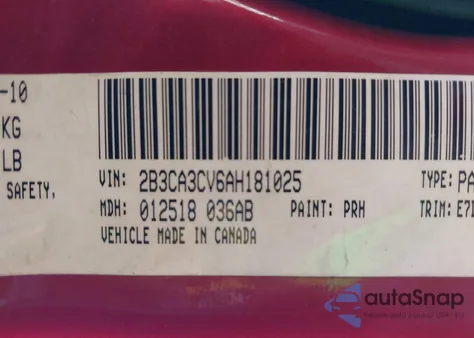 -10
KG
LB
SAFETY,
VIN: 2B3CA3CV6AH181025 TYPE: PA
MDH: 012518 036AB PAINT: PRH TRIM: E7
VEHICLE MADE IN CANADA
autoSnap